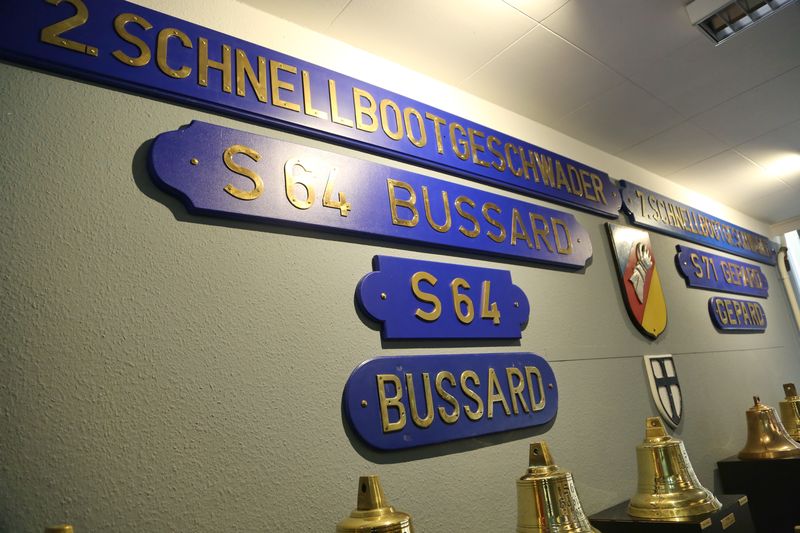 2. SCHNELLBOOTGESCHWADER
S 64 BUSSARD
S 64
BUSSARD
7. SCHNELLBOOTGESCHWADER
S 71 GEPARD
GEPARD